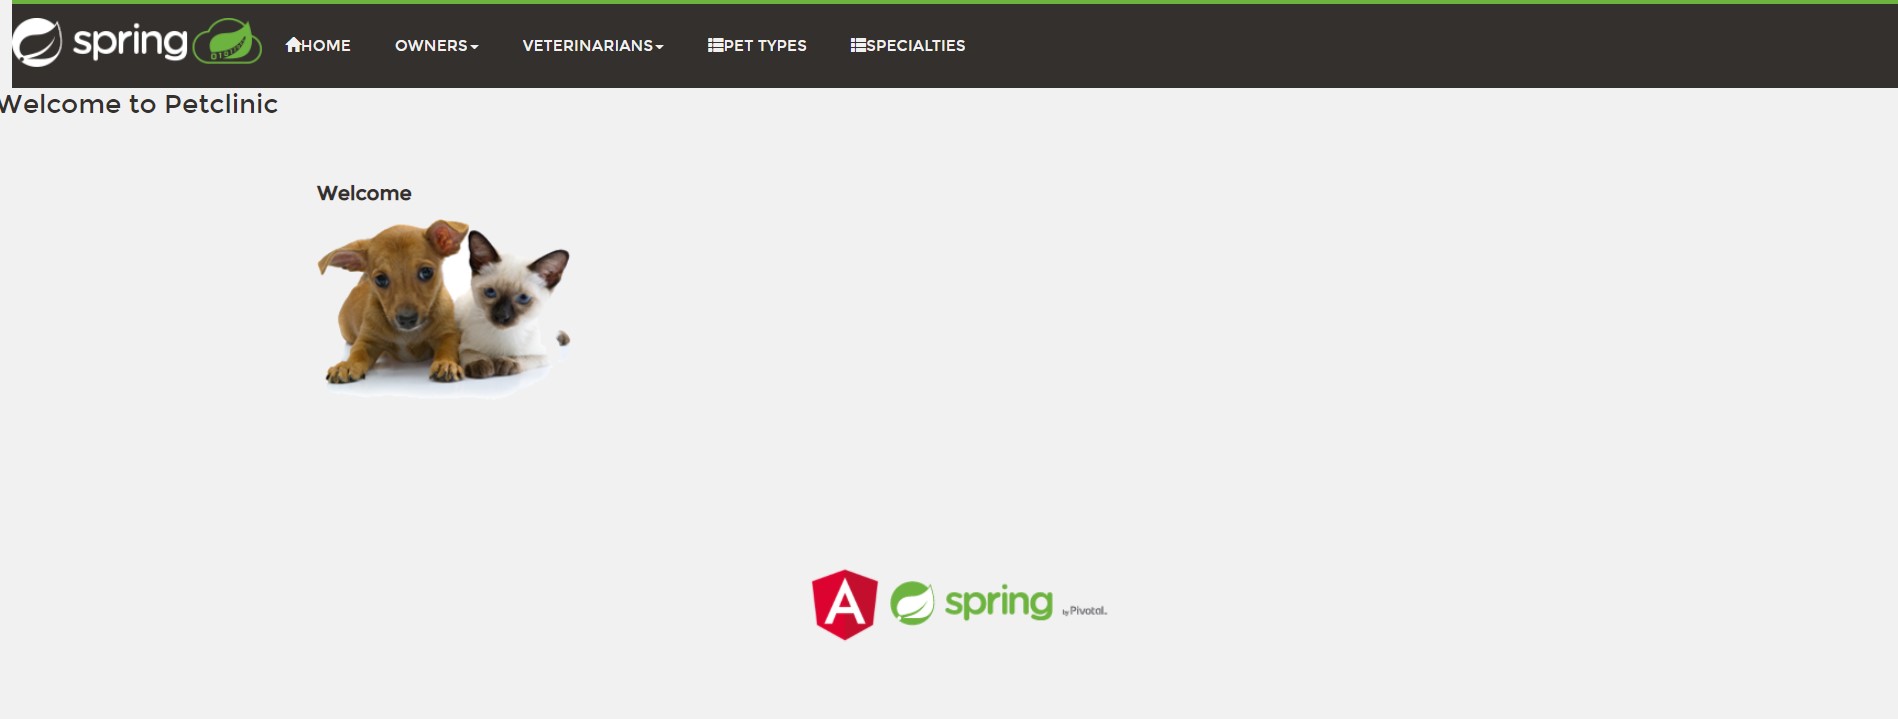 spring HOME OWNERS VETERINARIANS PET TYPES SPECIALTIES
Welcome to Petclinic
Welcome
A spring by Pivotal.